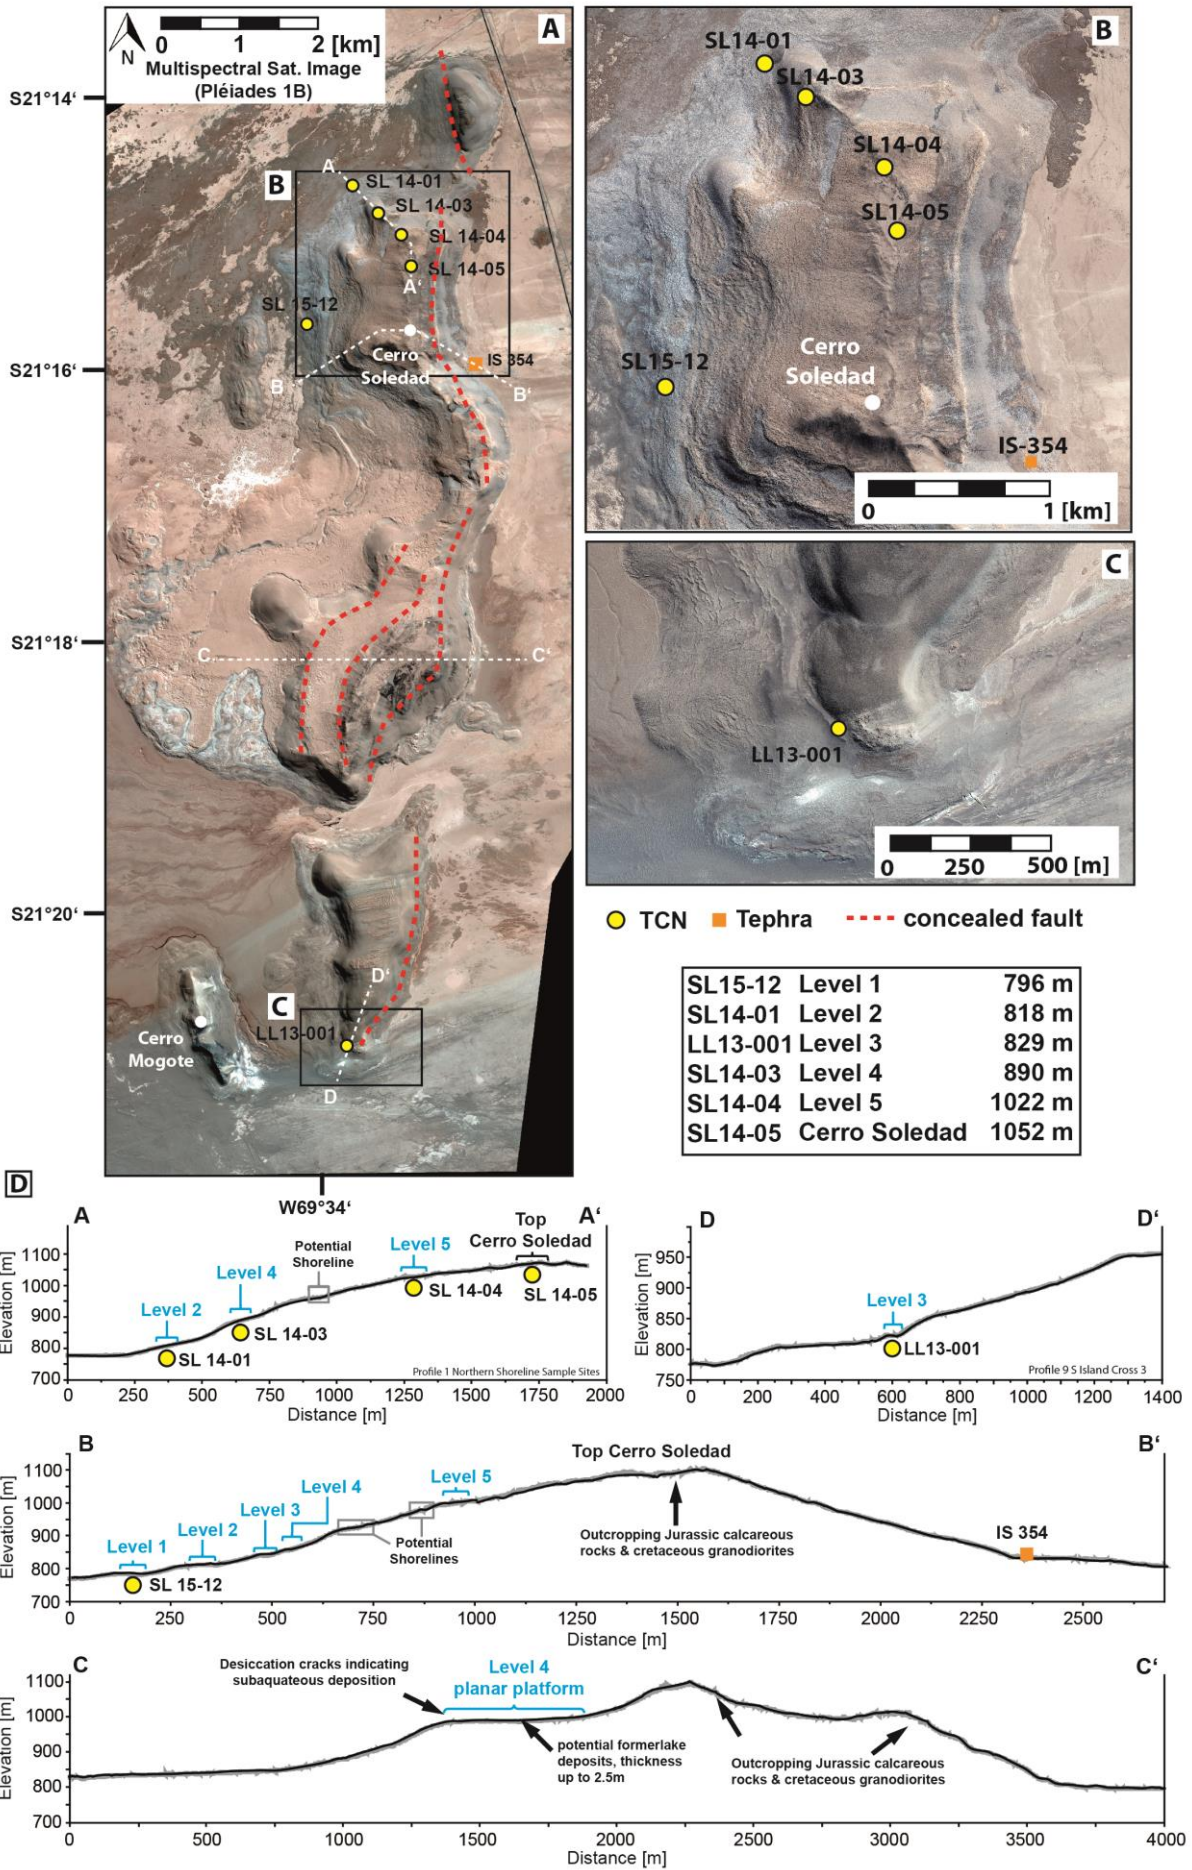 A
0 1 2 [km]
N
Multispectral Sat. Image
(Pléiades 1B)
S21°14‘
S21°16‘
S21°18‘
S21°20‘
W69°34‘
A
B
SL 14-01
SL 14-03
SL 14-04
SL 14-05
A‘
SL 15-12
Cerro
Soledad
IS 354
B
B‘
C
C‘
D‘
C
LL13-001
Cerro
Mogote
D
B
SL14-01
SL14-03
SL14-04
SL14-05
Cerro
Soledad
SL15-12
IS-354
0 1 [km]
C
LL13-001
0 250 500 [m]
TCN Tephra concealed fault
SL15-12 Level 1 796 m
SL14-01 Level 2 818 m
LL13-001 Level 3 829 m
SL14-03 Level 4 890 m
SL14-04 Level 5 1022 m
SL14-05 Cerro Soledad 1052 m
D
A A‘
Elevation [m]
1100
1000
900
800
700
Level 2
Level 4
Potential
Shoreline
Level 5
Top
Cerro Soledad
SL 14-01
SL 14-03
SL 14-04
SL 14-05
Profile 1 Northern Shoreline Sample Sites
0 250 500 750 1000 1250 1500 1750 2000
Distance [m]
D D‘
Elevation [m]
950
900
850
800
750
Level 3
LL13-001
Profile 9 S Island Cross 3
0 200 400 600 800 1000 1200 1400
Distance [m]
B B‘
Elevation [m]
1100
1000
900
800
700
Level 1
Level 2
Level 3
Level 4
Level 5
Potential
Shorelines
Top Cerro Soledad
Outcropping Jurassic calcareous
rocks & cretaceous granodiorites
IS 354
SL 15-12
0 250 500 750 1000 1250 1500 1750 2000 2500
Distance [m]
C C‘
Elevation [m]
1100
1000
900
800
700
Desiccation cracks indicating
subaquateous deposition
Level 4
planar platform
potential formerlake
deposits, thickness
up to 2.5m
Outcropping Jurassic calcareous
rocks & cretaceous granodiorites
0 500 1000 1500 2000 2500 3000 3500 4000
Distance [m]